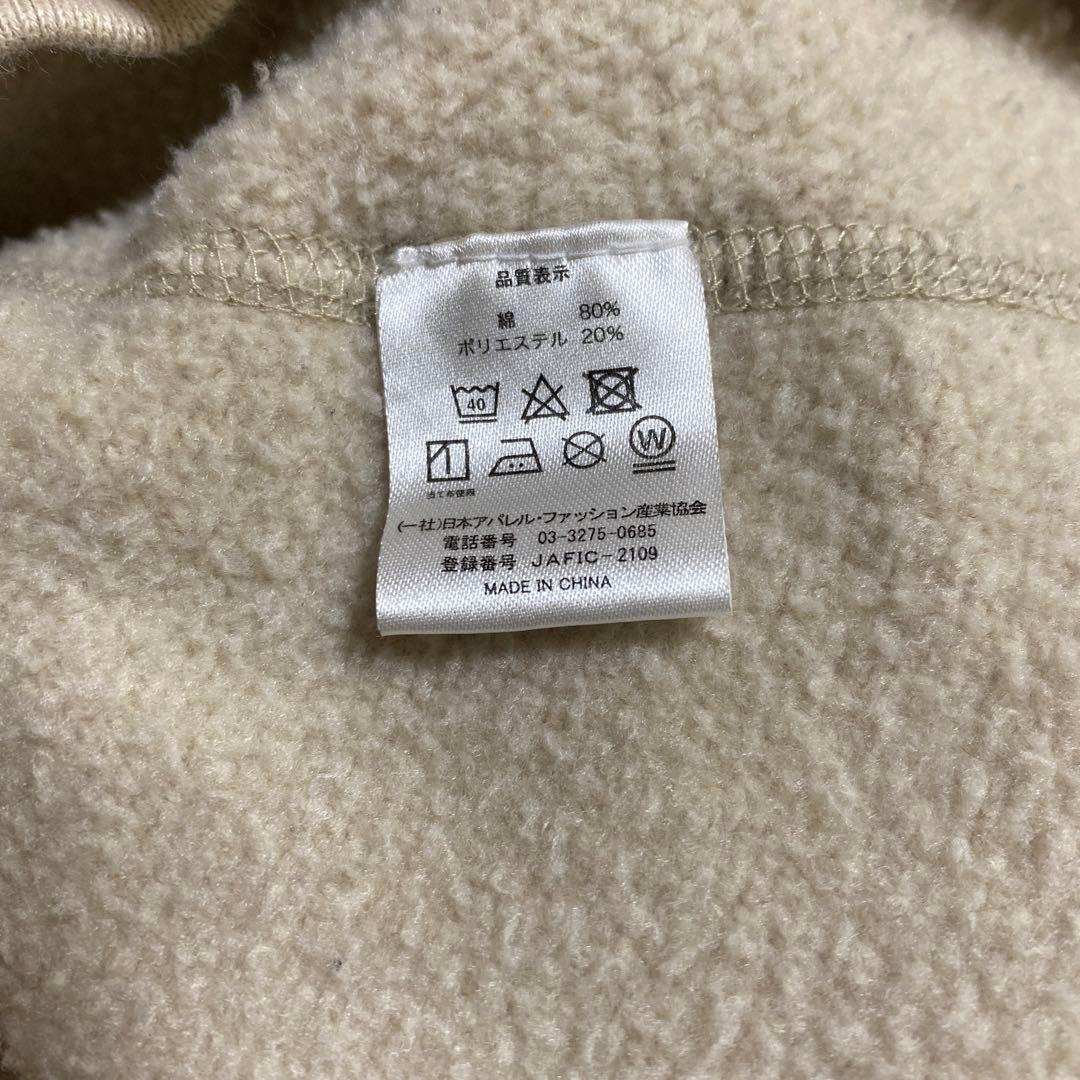 品質表示
綿 80%
ポリエステル 20%
40
W
当て布使用
(一社)日本アパレル・ファッション産業協会
電話番号 03-3275-0685
登録番号 JAFIC-2109
MADE IN CHINA